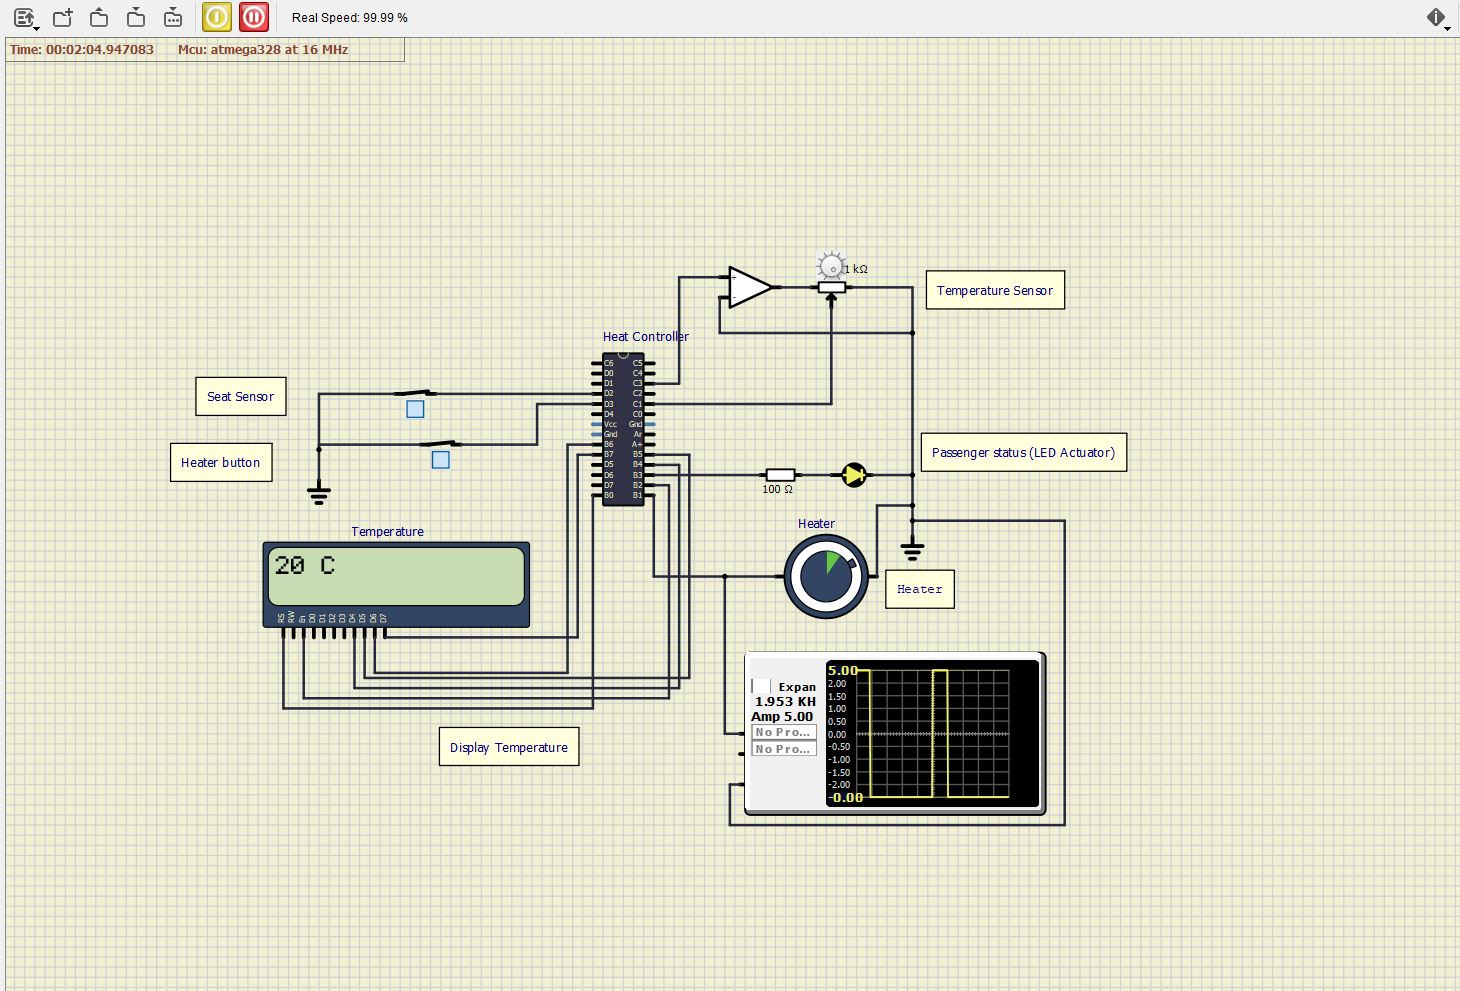 Real Speed: 99.99 %
Time: 00:02:04.947083 Mcu: atmega328 at 16 MHz
1 kΩ
Temperature Sensor
Heat Controller
C6 C5
D0 C4
D1 C3
D2 C2
D3 C1
D4 C0
Vcc Gnd
Gnd Ar
B6 A+
B7 B5
D5 B4
D6 B3
D7 B2
B0 B1
Seat Sensor
Heater button
Passenger status (LED Actuator)
100 Ω
Temperature
20 C
RS RW En D0 D1 D2 D3 D4 D5 D6 D7
Heater
Heater
Display Temperature
Expan
1.953 KH
Amp 5.00
No Pro...
No Pro...
5.00
2.00
1.50
1.00
0.50
0.00
-0.50
-1.00
-1.50
-2.00
-0.00